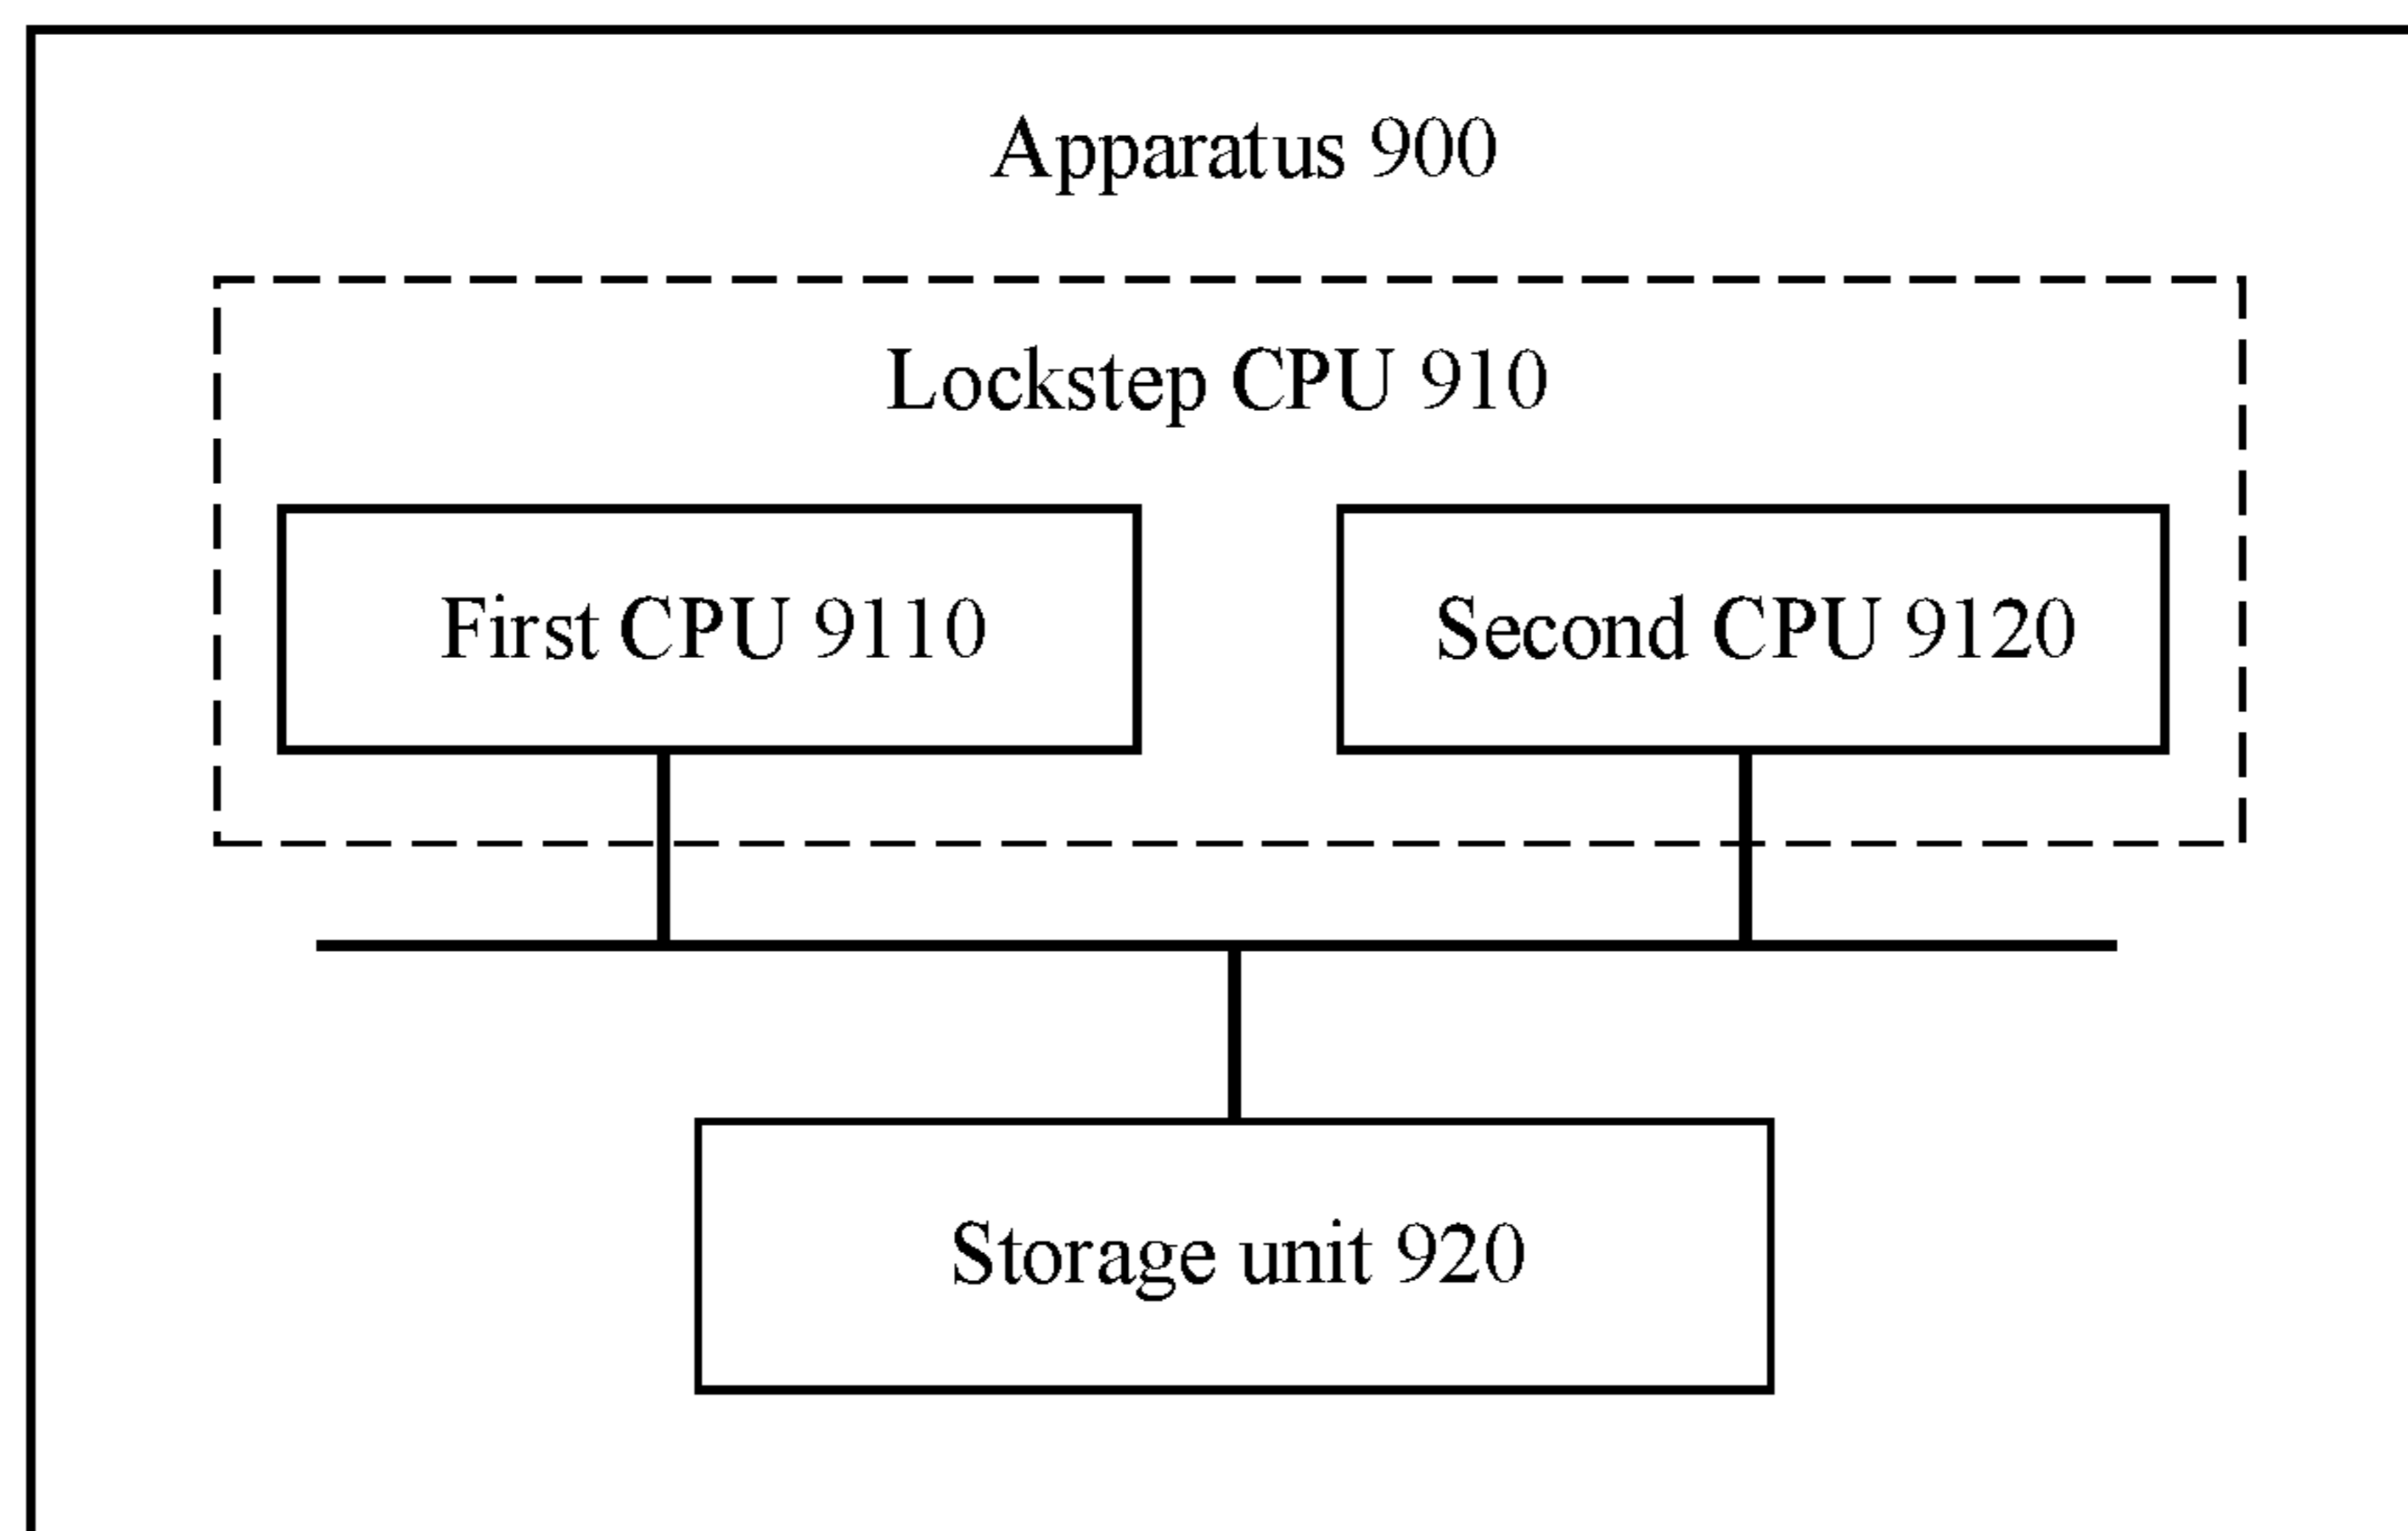 Apparatus 900
Lockstep CPU 910
First CPU 9110
Second CPU 9120
Storage unit 920